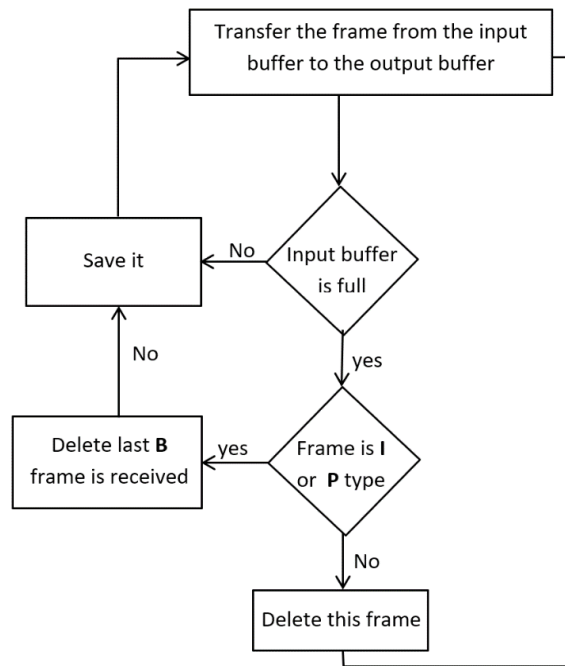 Transfer the frame from the input
buffer to the output buffer
No
Save it
Input buffer
is full
No
yes
Delete last B
frame is received
yes
Frame is I
or P type
No
Delete this frame